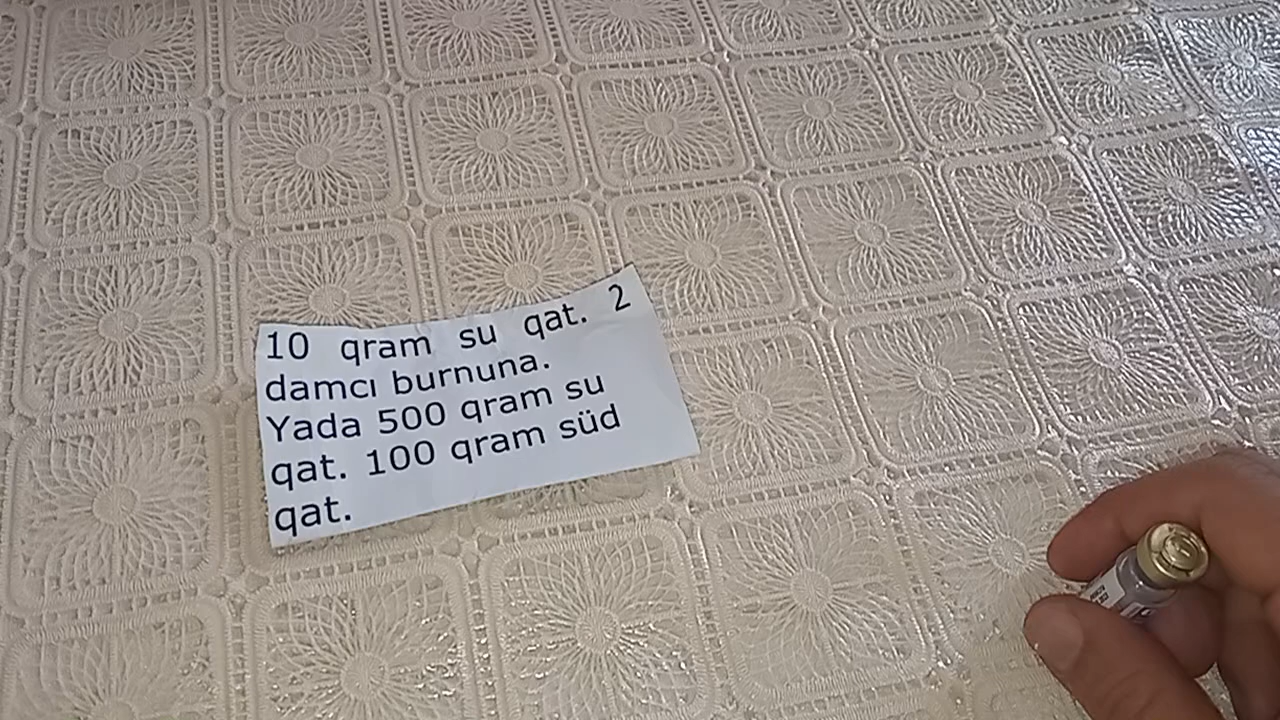 10 qram su qat. 2
damcı burnuna.
Yada 500 qram su
qat. 100 qram süd
qat.